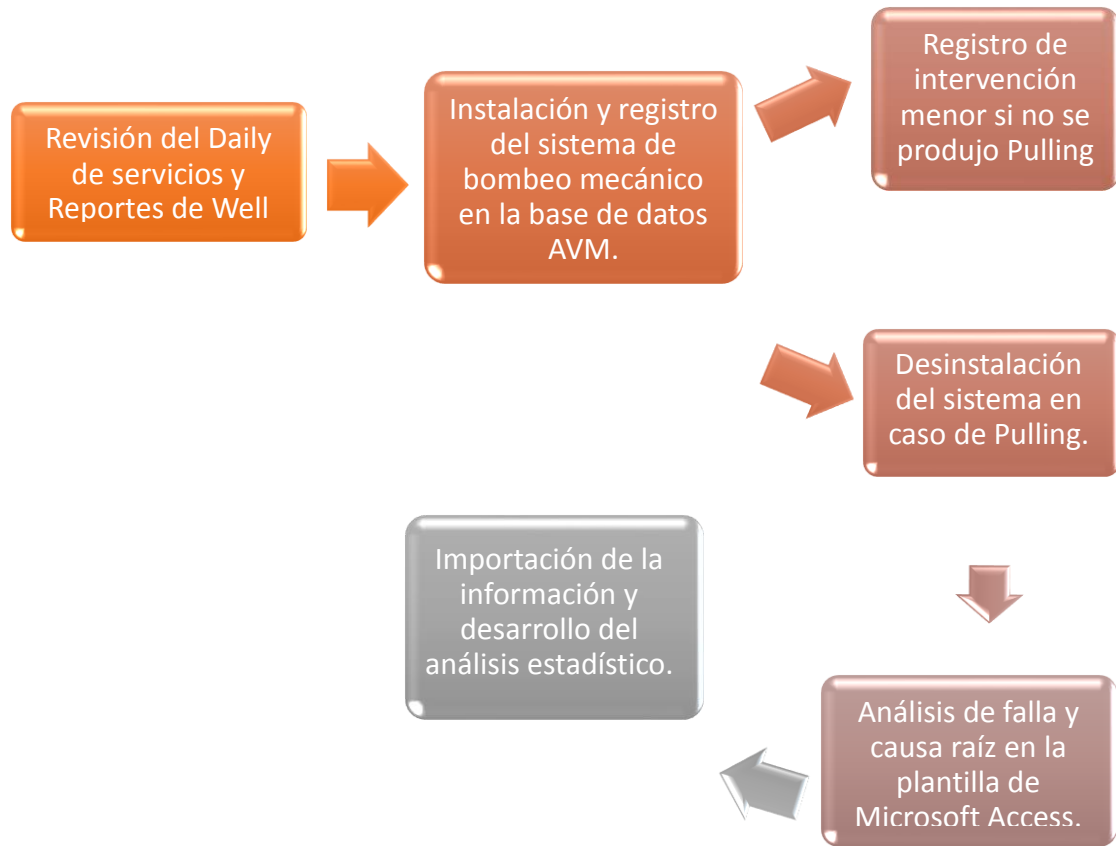 Revisión del Daily
de servicios y
Reportes de Well
Instalación y registro
del sistema de
bombeo mecánico
en la base de datos
AVM.
Registro de
intervención
menor si no se
produjo Pulling
Desinstalación
del sistema en
caso de Pulling.
Análisis de falla y
causa raíz en la
plantilla de
Microsoft Access.
Importación de la
información y
desarrollo del
análisis estadístico.